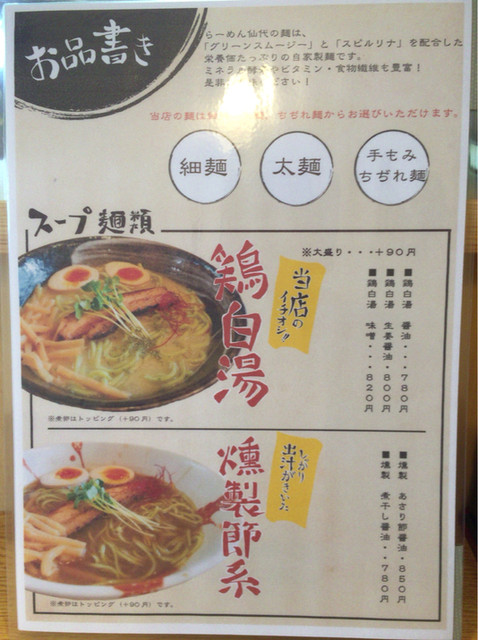 お品書き
らーめん仙代の麺は、
「グリーンスムージー」と「スピルリナ」を配合した
栄養価たっぷりの自家製麺です。
ミネラル 酵素 ビタミン・食物繊維も豊富!
是非 ださい!
当店の麺は ちぢれ麺からお選びいただけます。
細麺
太麺
手もみ
ちぢれ麺
スープ麺類
※大盛り・・・+90円
当店の
イチオシ!!
鶏白湯
■鶏白湯 醤油・・・780円
■鶏白湯 生姜醤油・800円
■鶏白湯 味噌・・・820円
※煮卵はトッピング(+90円)です。
しっかり
出汁がきいた
燻製節系
■燻製 あさり節醤油・850円
■燻製 煮干し醤油・・780円
※煮卵はトッピング(+90円)です。